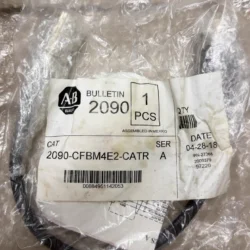 AB
BULLETIN
2090
1
PCS
QTY
CAT
SER
DATE
2090-CFBM4E2-CATR
A
04-28-18